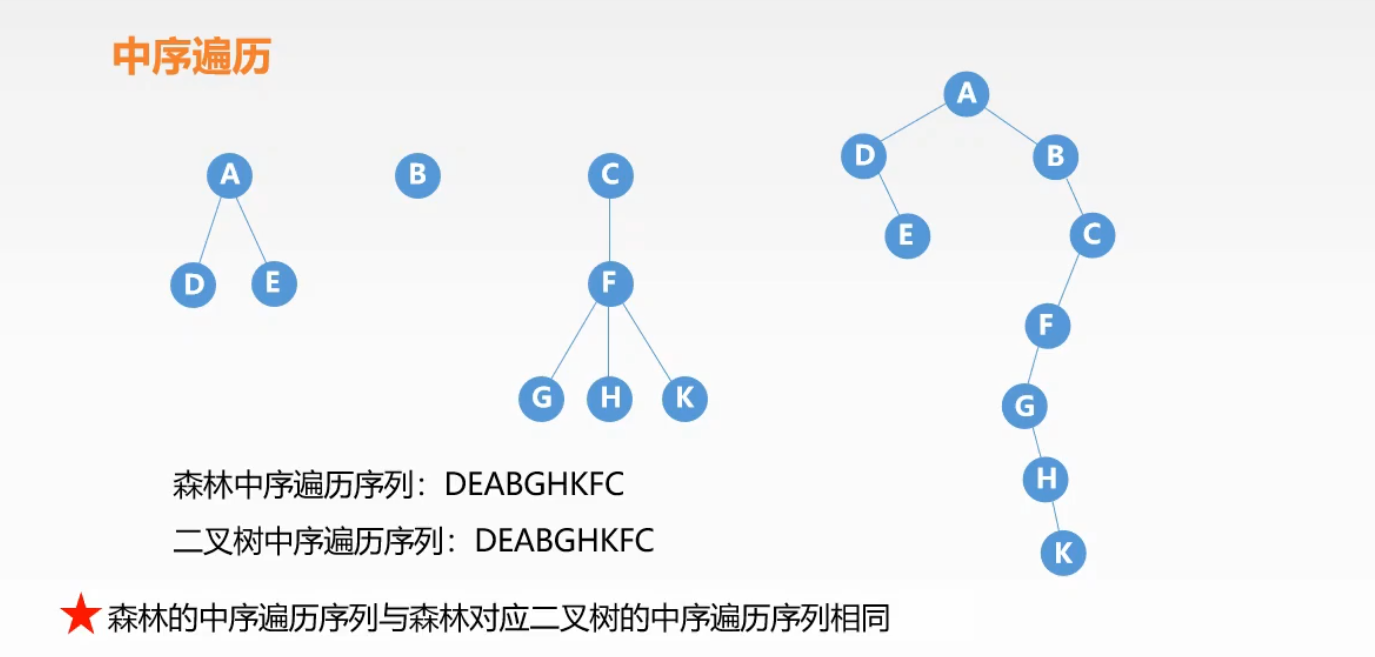 中序遍历
A
B
C
D
E
F
G
H
K
A
D
B
E
C
F
G
H
K
森林中序遍历序列：DEABGHKFC
二叉树中序遍历序列：DEABGHKFC
森林的中序遍历序列与森林对应二叉树的中序遍历序列相同